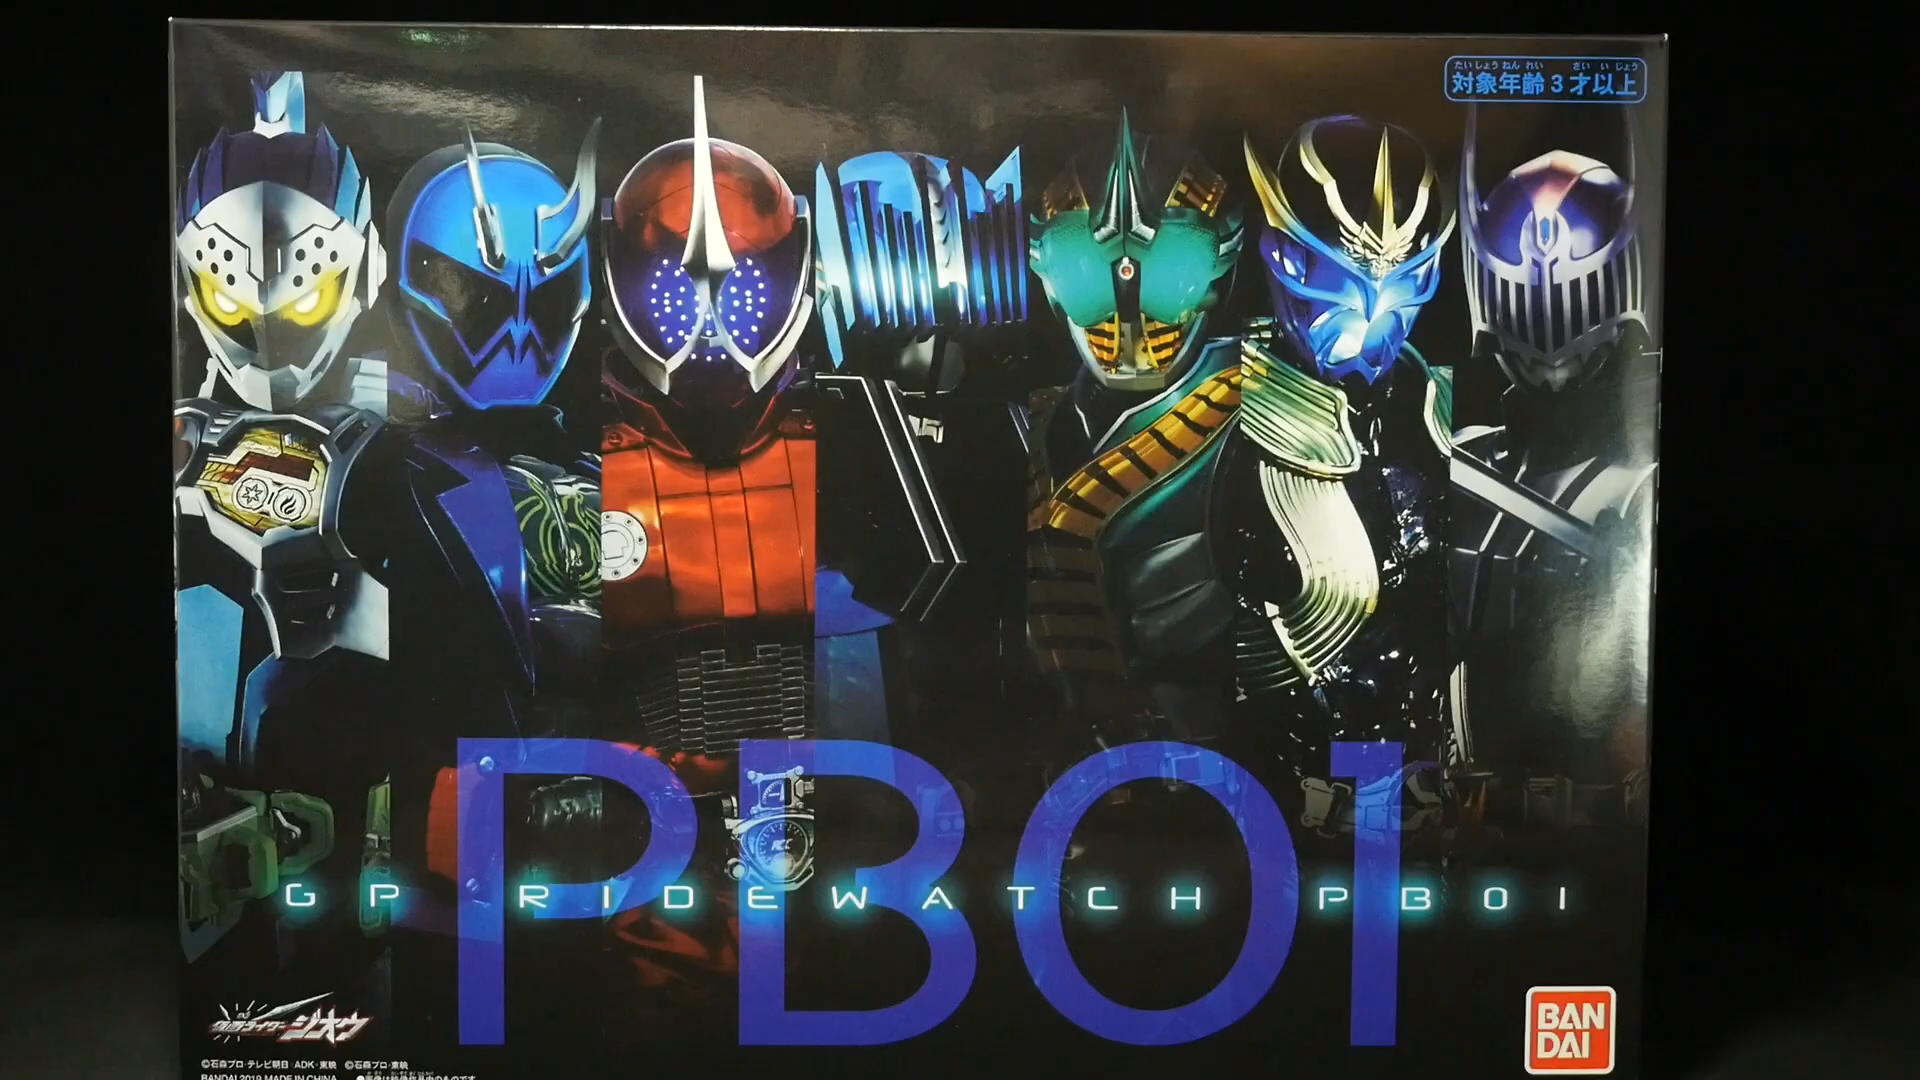 たいしょうねんれい さい いじょう
対象年齢3才以上
PB01
GP RIDEWATCH PB01
仮面ライダージオウ
©石森プロ・テレビ朝日・ADK・東映 ©石森プロ・東映
BANDAI 2019 MADE IN CHINA
BAN
DAI